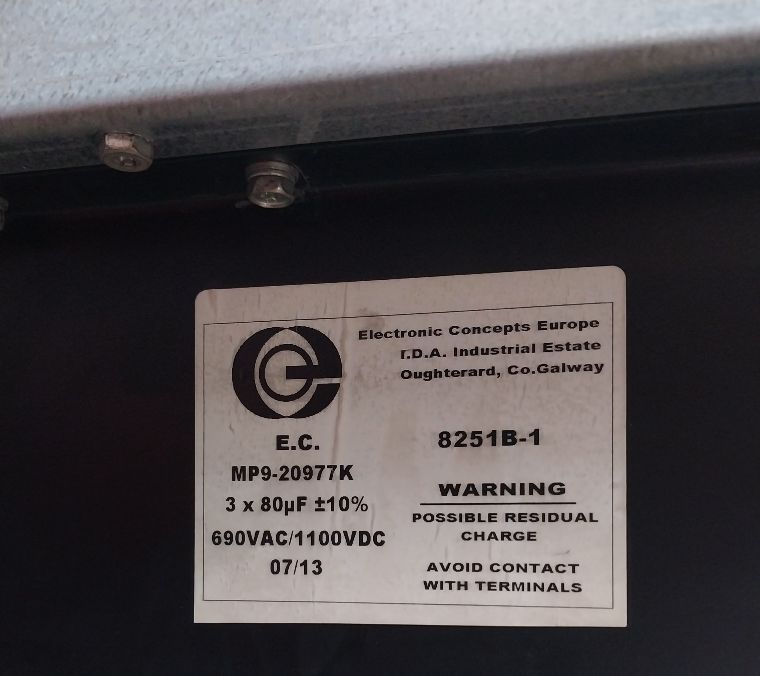 Electronic Concepts Europe
I.D.A. Industrial Estate
Oughterard, Co.Galway
E.C.
MP9-20977K
3 x 80µF ±10%
690VAC/1100VDC
07/13
8251B-1
WARNING
POSSIBLE RESIDUAL
CHARGE
AVOID CONTACT
WITH TERMINALS